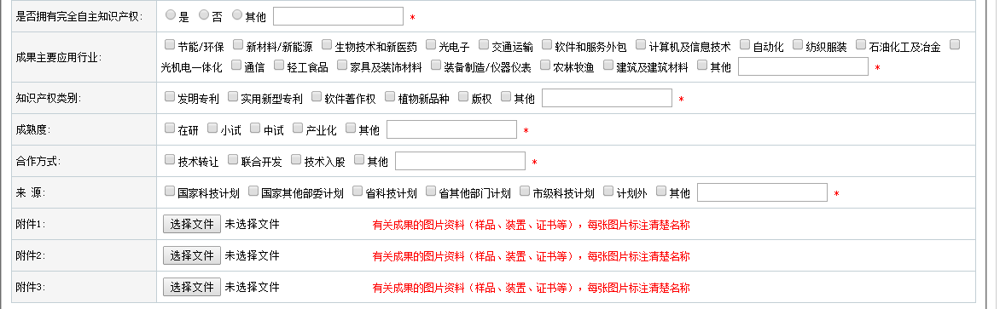 是否拥有完全自主知识产权: 是 否 其他 *
成果主要应用行业: 节能/环保 新材料/新能源 生物技术和新医药 光电子 交通运输 软件和服务外包 计算机及信息技术 自动化 纺织服装 石油化工及冶金
光机电一体化 通信 轻工食品 家具及装饰材料 装备制造/仪器仪表 农林牧渔 建筑及建筑材料 其他 *
知识产权类别: 发明专利 实用新型专利 软件著作权 植物新品种 版权 其他 *
成熟度: 在研 小试 中试 产业化 其他 *
合作方式: 技术转让 联合开发 技术入股 其他 *
来 源: 国家科技计划 国家其他部委计划 省科技计划 省其他部门计划 市级科技计划 计划外 其他 *
附件1: 选择文件 未选择文件 有关成果的图片资料（样品、装置、证书等），每张图片标注清楚名称
附件2: 选择文件 未选择文件 有关成果的图片资料（样品、装置、证书等），每张图片标注清楚名称
附件3: 选择文件 未选择文件 有关成果的图片资料（样品、装置、证书等），每张图片标注清楚名称